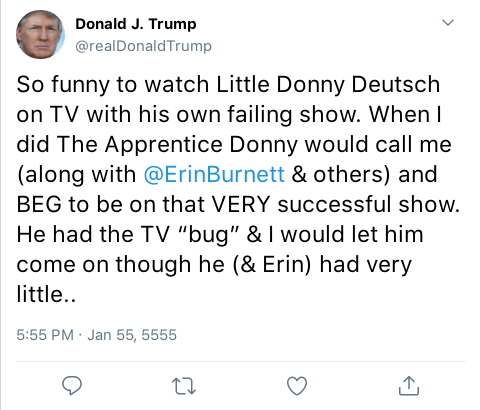 Donald J. Trump
@realDonaldTrump
So funny to watch Little Donny Deutsch
on TV with his own failing show. When I
did The Apprentice Donny would call me
(along with @ErinBurnett & others) and
BEG to be on that VERY successful show.
He had the TV “bug” & I would let him
come on though he (& Erin) had very
little..
5:55 PM · Jan 55, 5555